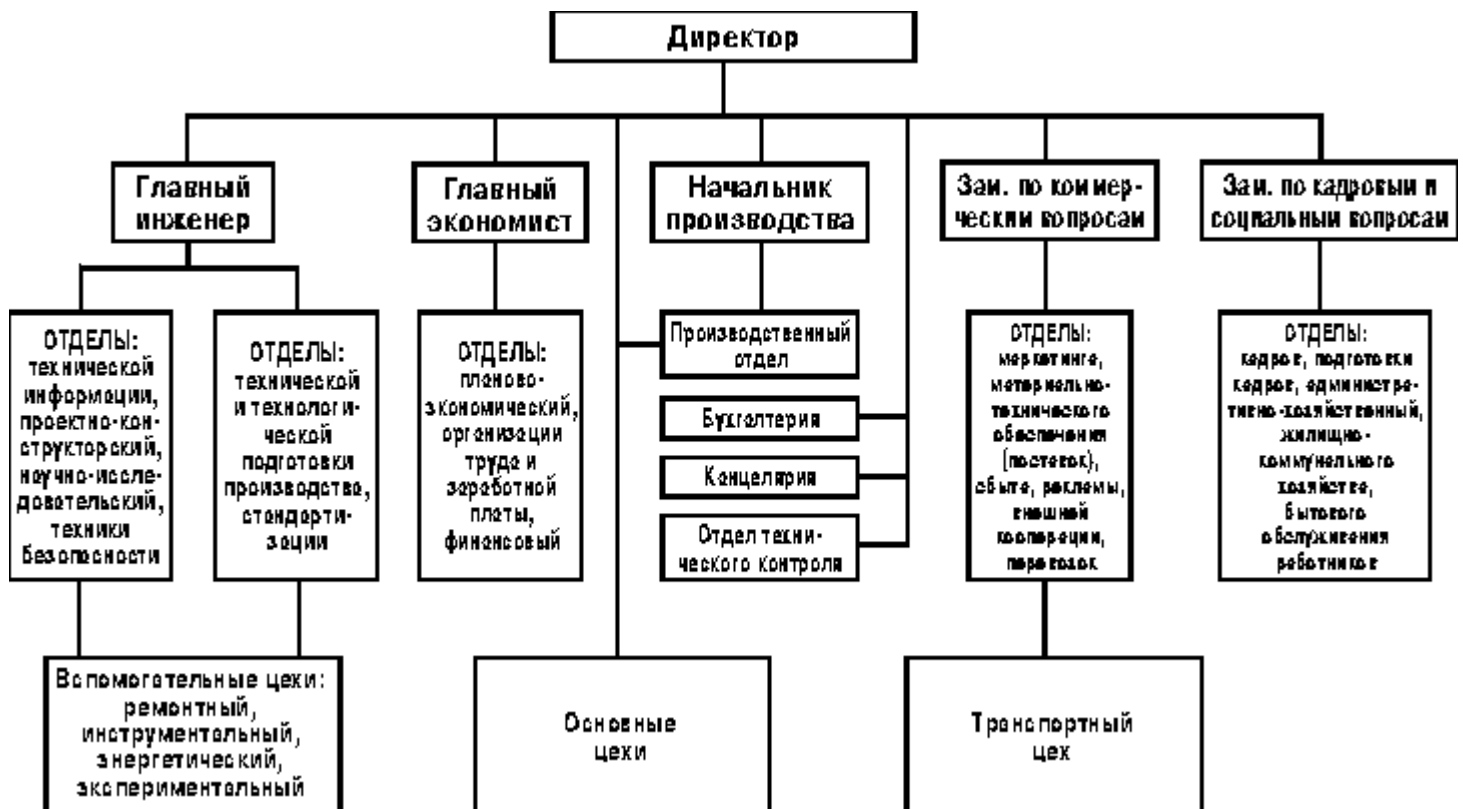 Директор
Главный
инженер
Главный
экономист
Начальник
производства
Зам. по коммер-
ческим вопросам
Зам. по кадровым и
социальным вопросам
ОТДЕЛЫ:
технической
информации,
проектно-кон-
структорский,
научно-иссле-
довательский,
техники
безопасности
ОТДЕЛЫ:
технической
и технологи-
ческой
подготовки
производства,
стандарти-
зации
ОТДЕЛЫ:
планово-
экономический,
организации
труда и
заработной
платы,
финансовый
Производственный
отдел
Бухгалтерия
Канцелярия
Отдел техни-
ческого контроля
ОТДЕЛЫ:
маркетинга,
материально-
технического
обеспечения
(поставок),
сбыта, рекламы,
внешней
кооперации,
перевозок
ОТДЕЛЫ:
кадров, подготовки
кадров, администра-
тивно-хозяйственный,
жилищно-
коммунального
хозяйства,
бытового
обслуживания
работников
Вспомогательные цехи:
ремонтный,
инструментальный,
энергетический,
экспериментальный
Основные
цехи
Транспортный
цех